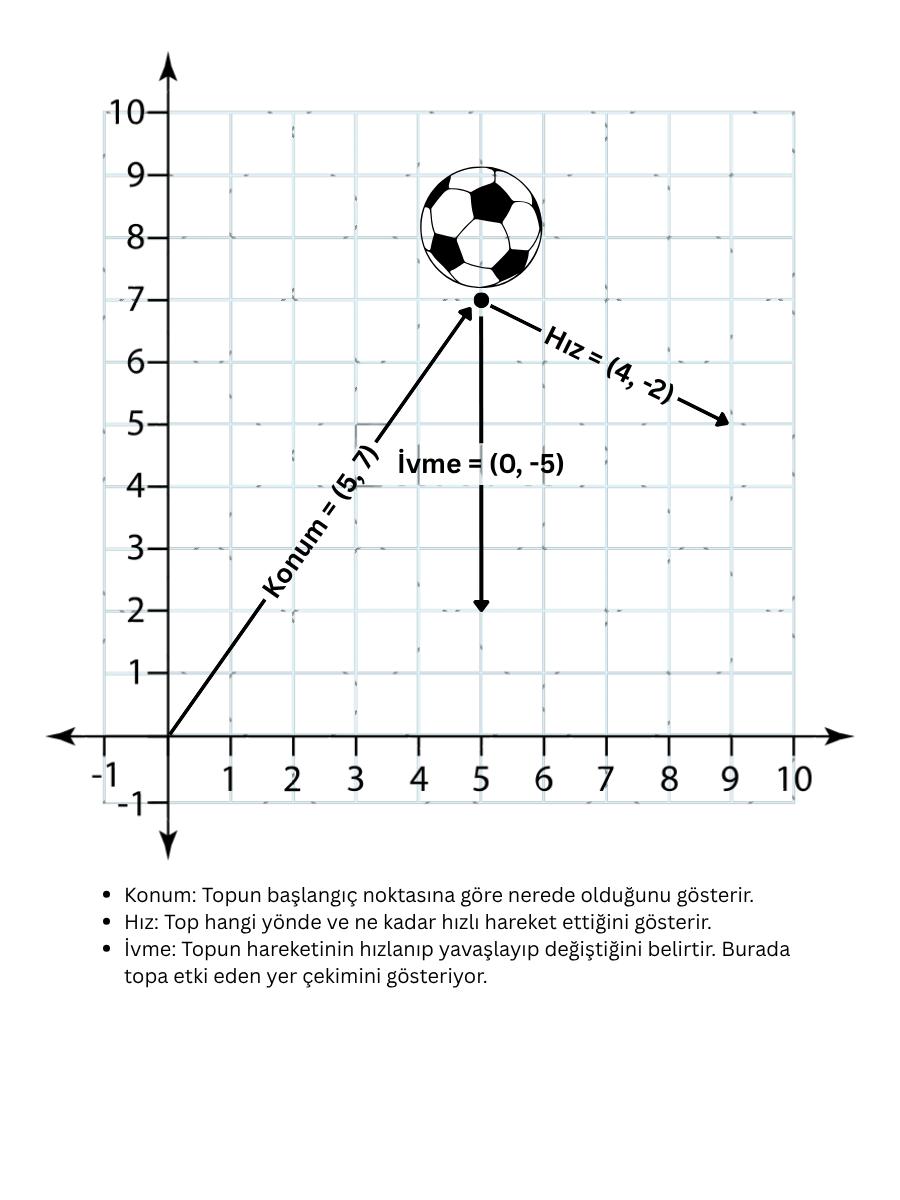 10
9
8
7
6
5
4
3
2
1
-1
-1
1 2 3 4 5 6 7 8 9 10
Hız = (4, -2)
İvme = (0, -5)
Konum = (5, 7)
• Konum: Topun başlangıç noktasına göre nerede olduğunu gösterir.
• Hız: Top hangi yönde ve ne kadar hızlı hareket ettiğini gösterir.
• İvme: Topun hareketinin hızlanıp yavaşlayıp değiştiğini belirtir. Burada
topa etki eden yer çekimini gösteriyor.